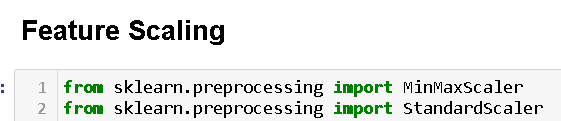 Feature Scaling
: 1 from sklearn.preprocessing import MinMaxScaler
2 from sklearn.preprocessing import StandardScaler